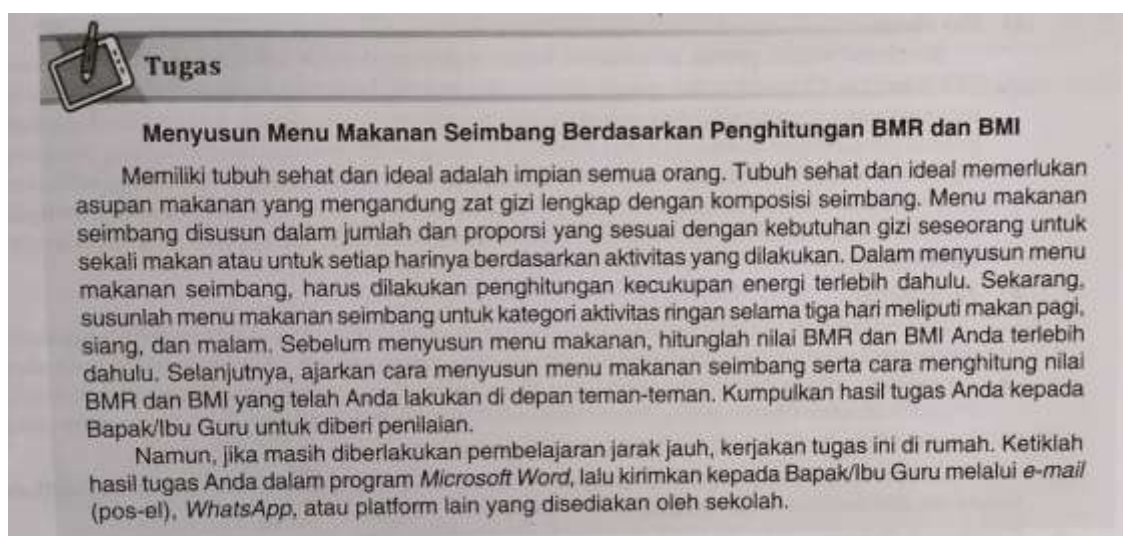 Tugas
Menyusun Menu Makanan Seimbang Berdasarkan Penghitungan BMR dan BMI
Memiliki tubuh sehat dan ideal adalah impian semua orang. Tubuh sehat dan ideal memerlukan
asupan makanan yang mengandung zat gizi lengkap dengan komposisi seimbang. Menu makanan
seimbang disusun dalam jumlah dan proporsi yang sesuai dengan kebutuhan gizi seseorang untuk
sekali makan atau untuk setiap harinya berdasarkan aktivitas yang dilakukan. Dalam menyusun menu
makanan seimbang, harus dilakukan penghitungan kecukupan energi terlebih dahulu. Sekarang,
susunlah menu makanan seimbang untuk kategori aktivitas ringan selama tiga hari meliputi makan pagi,
siang, dan malam. Sebelum menyusun menu makanan, hitunglah nilai BMR dan BMI Anda terlebih
dahulu. Selanjutnya, ajarkan cara menyusun menu makanan seimbang serta cara menghitung nilai
BMR dan BMI yang telah Anda lakukan di depan teman-teman. Kumpulkan hasil tugas Anda kepada
Bapak/Ibu Guru untuk diberi penilaian.
Namun, jika masih diberlakukan pembelajaran jarak jauh, kerjakan tugas ini di rumah. Ketiklah
hasil tugas Anda dalam program Microsoft Word, lalu kirimkan kepada Bapak/Ibu Guru melalui e-mail
(pos-el), WhatsApp, atau platform lain yang disediakan oleh sekolah.